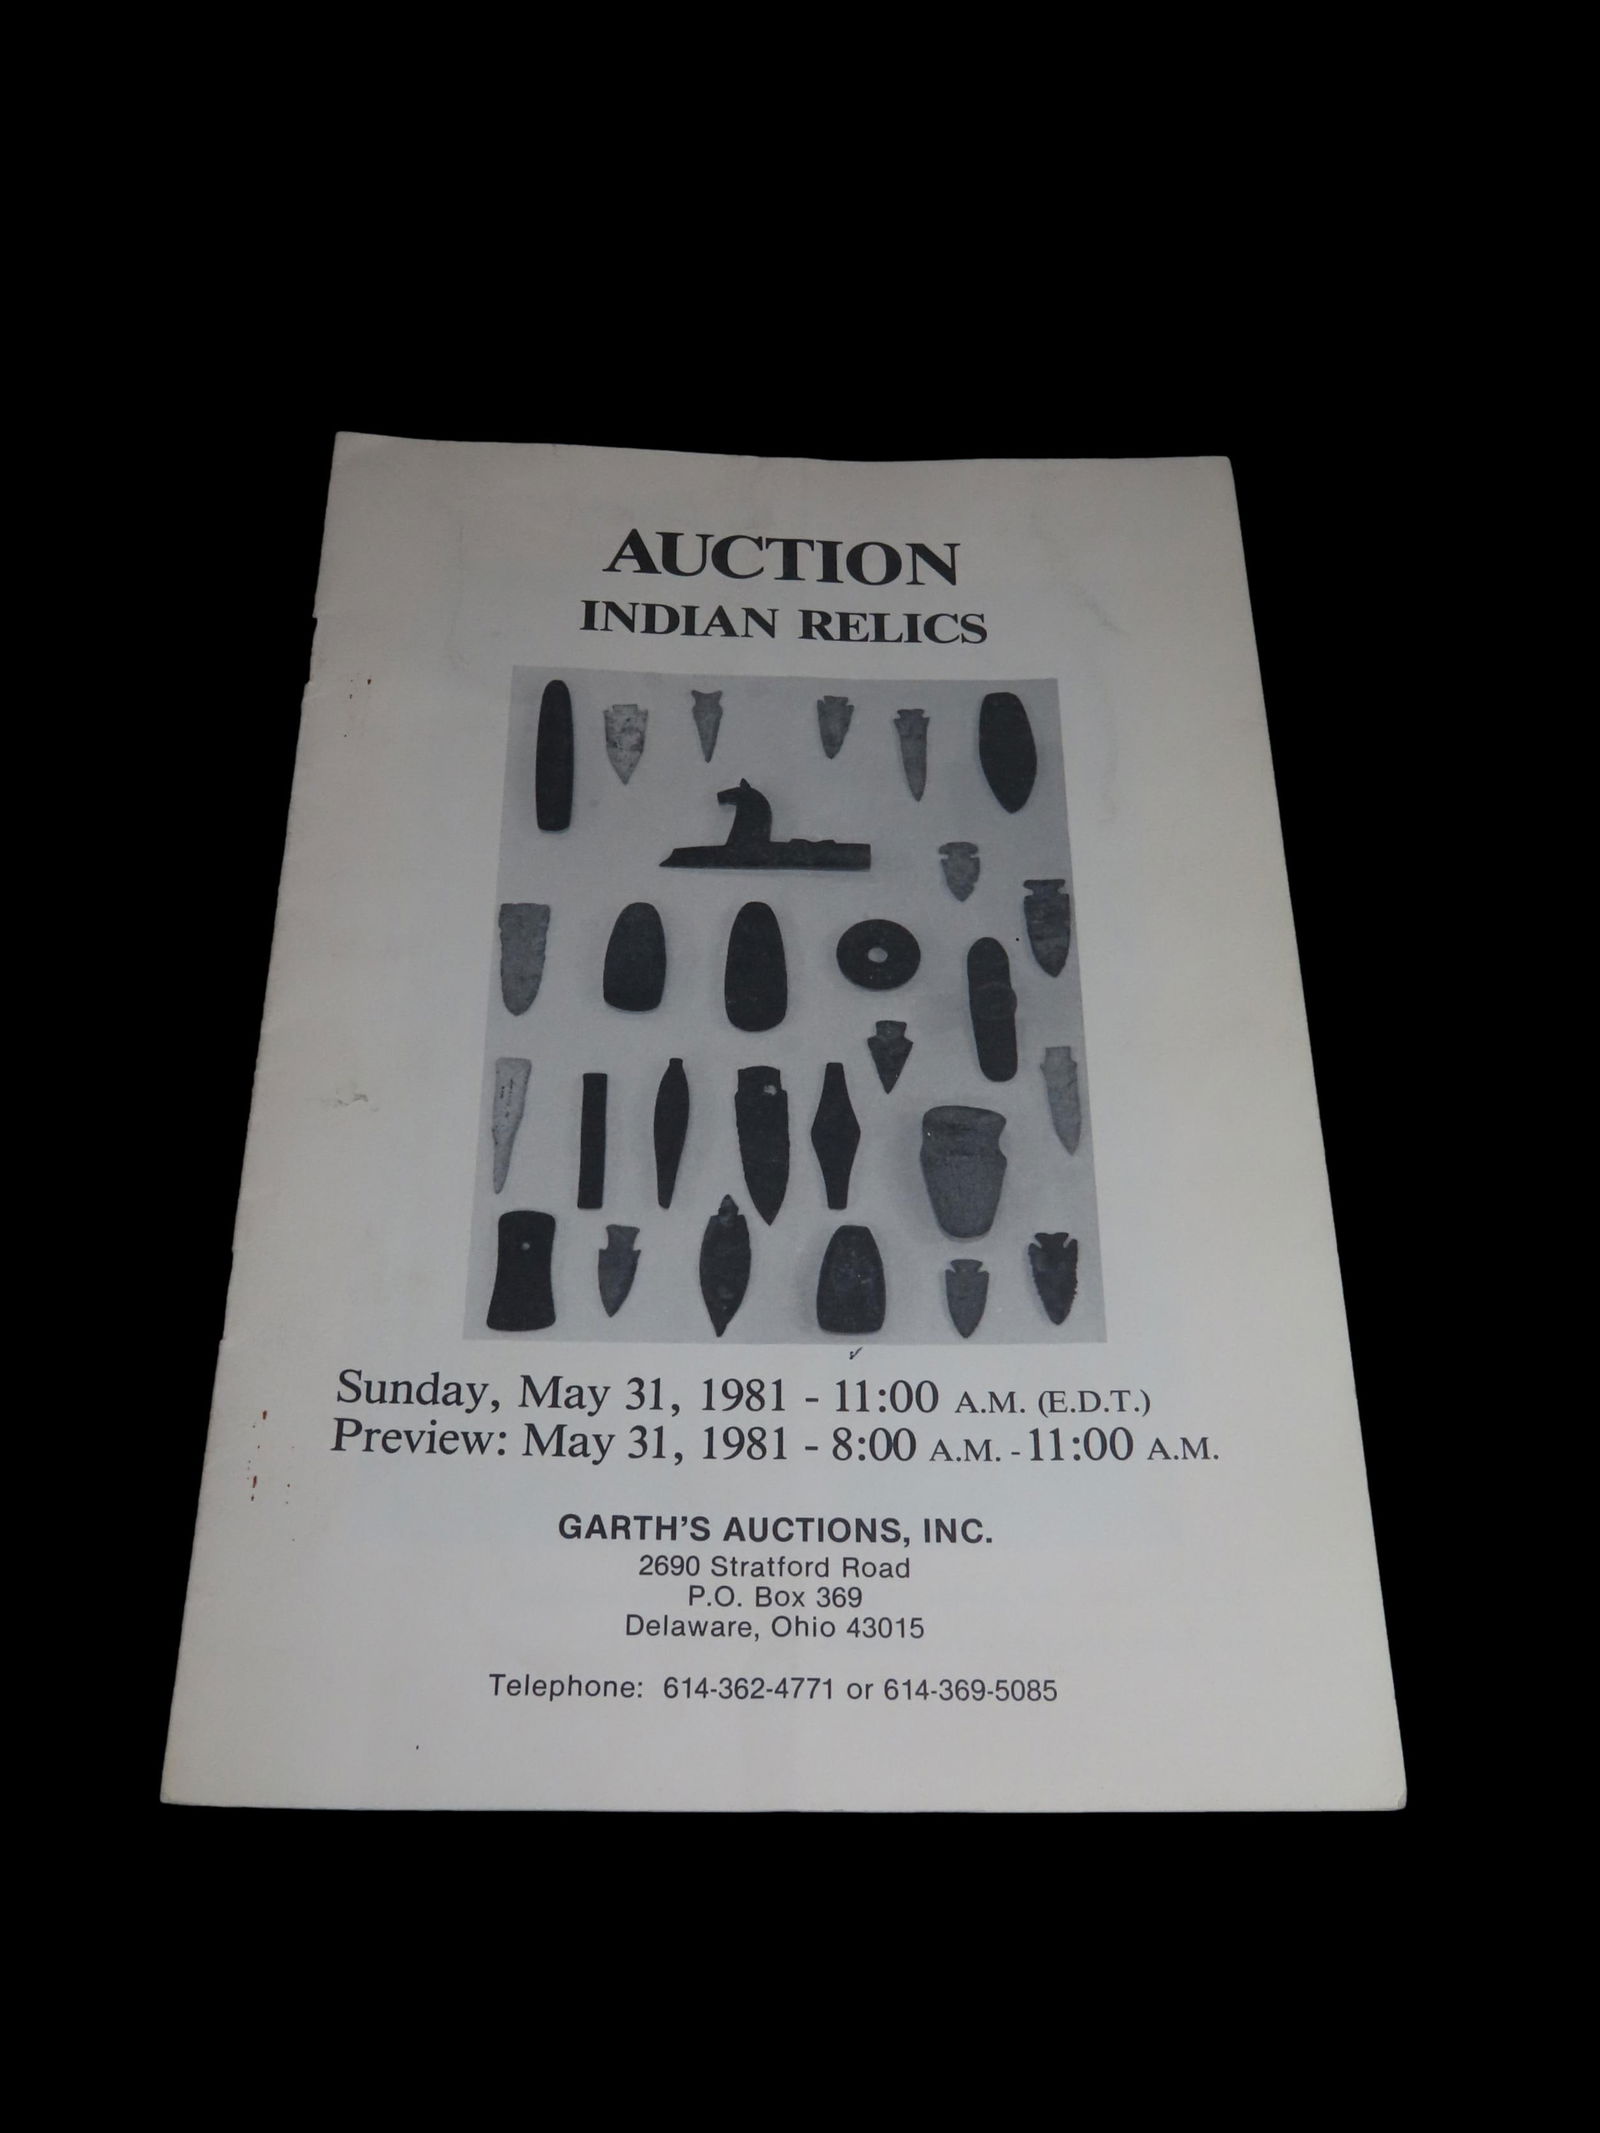 AUCTION
INDIAN RELICS
Sunday, May 31, 1981 - 11:00 A.M. (E.D.T.)
Preview: May 31, 1981 - 8:00 A.M. - 11:00 A.M.
GARTH'S AUCTIONS, INC.
2690 Stratford Road
P.O. Box 369
Delaware, Ohio 43015
Telephone: 614-362-4771 or 614-369-5085